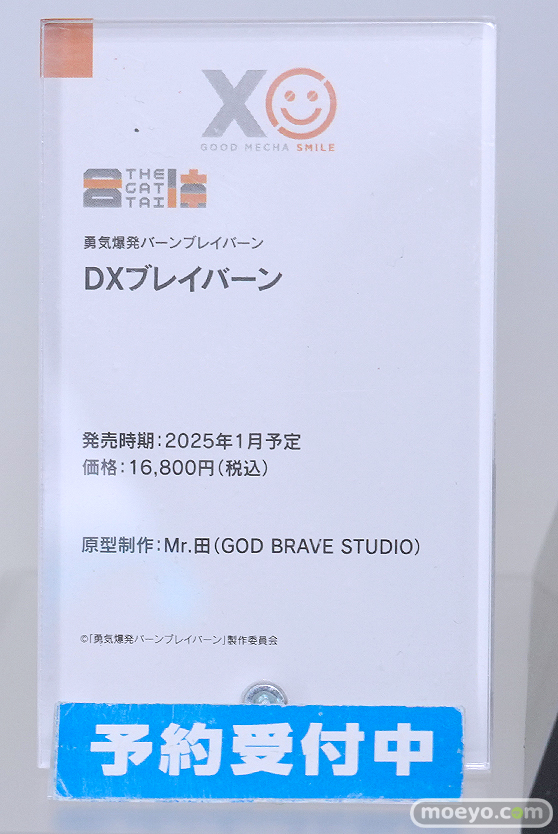 XO
GOOD MECHA SMILE
合 THE GAT TAI 体
勇気爆発バーンブレイバーン
DXブレイバーン
発売時期:2025年1月予定
価格:16,800円(税込)
原型制作:Mr.田(GOD BRAVE STUDIO)
©「勇気爆発バーンブレイバーン」製作委員会
予約受付中
moeyo.com